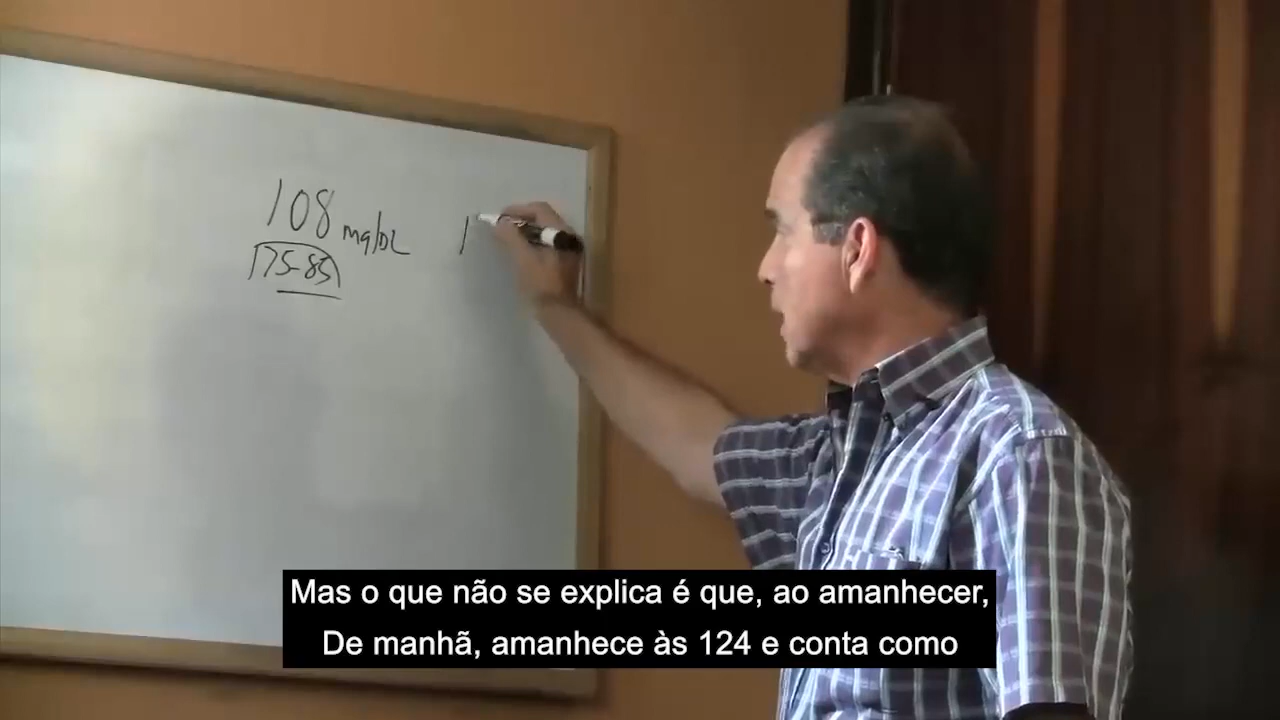 108 mg/DL 1
75-85
Mas o que não se explica é que, ao amanhecer,
De manhã, amanhece às 124 e conta como